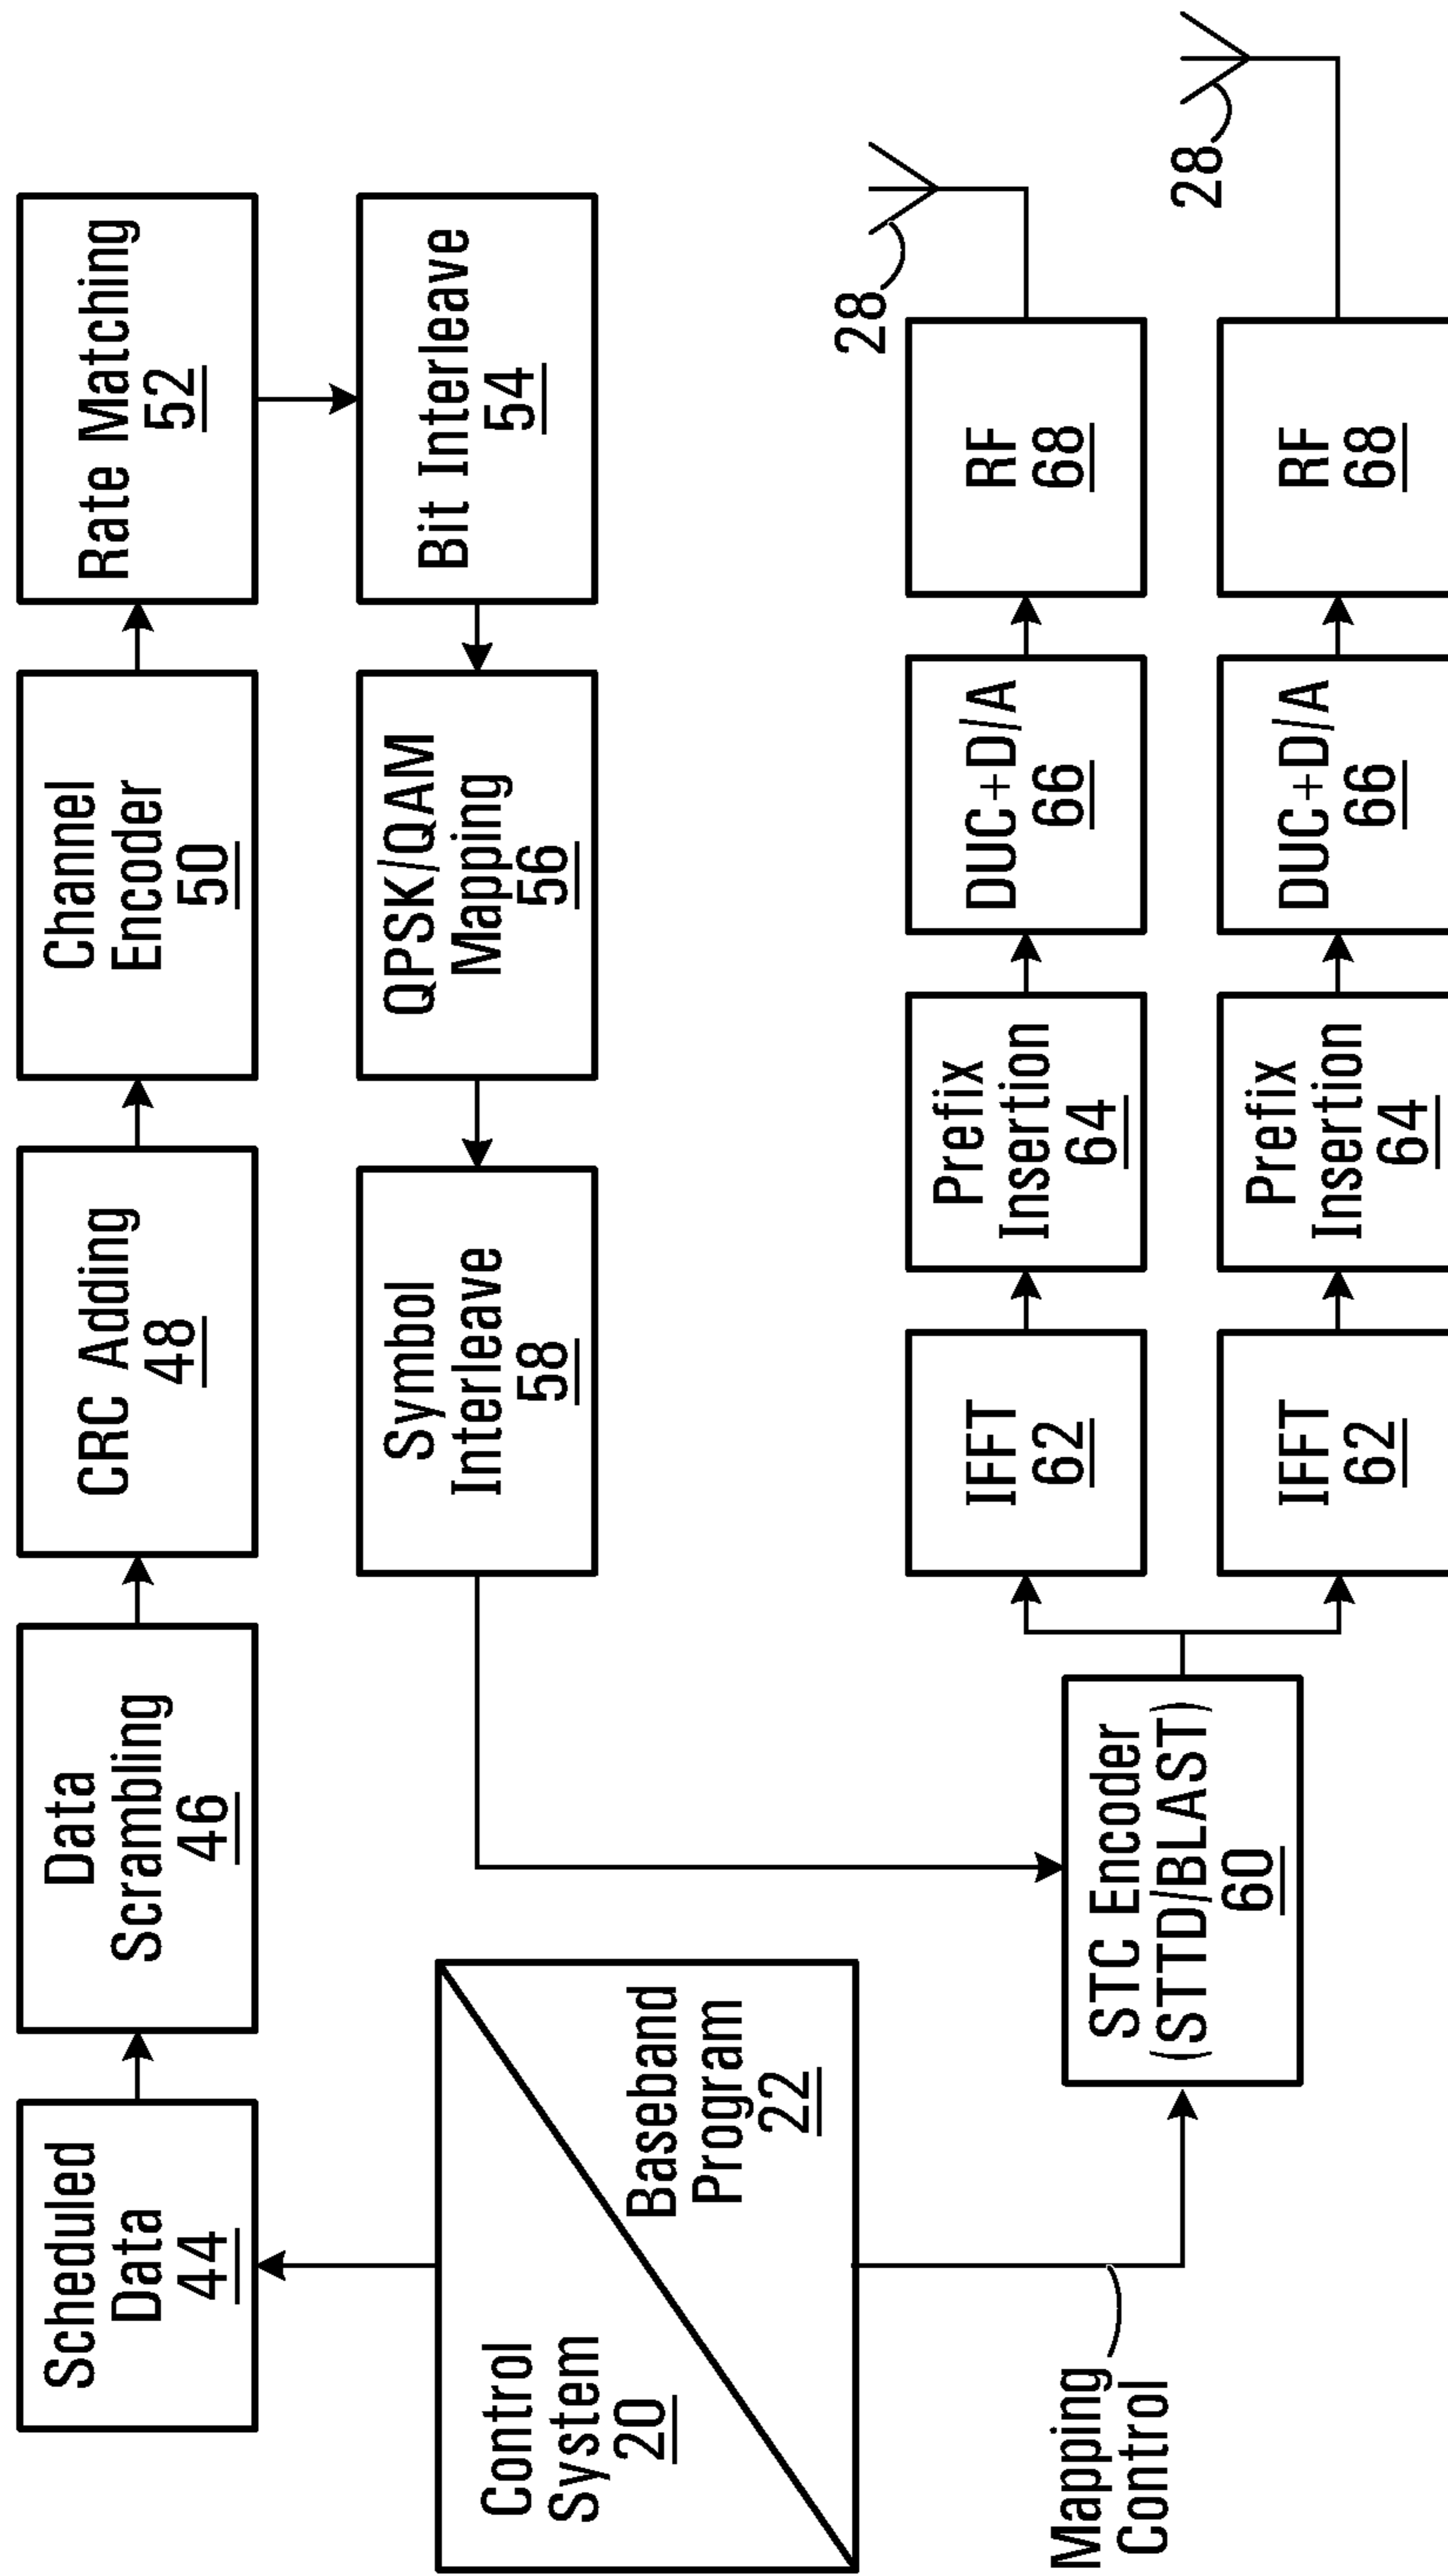 Scheduled
Data
44
Data
Scrambling
46
CRC Adding
48
Channel
Encoder
50
Rate Matching
52
Control
System
20
Baseband
Program
22
Symbol
Interleave
58
QPSK/QAM
Mapping
56
Bit Interleave
54
Mapping
Control
STC Encoder
(STTD/BLAST)
60
IFFT
62
Prefix
Insertion
64
DUC+D/A
66
RF
68
28
IFFT
62
Prefix
Insertion
64
DUC+D/A
66
RF
68
28